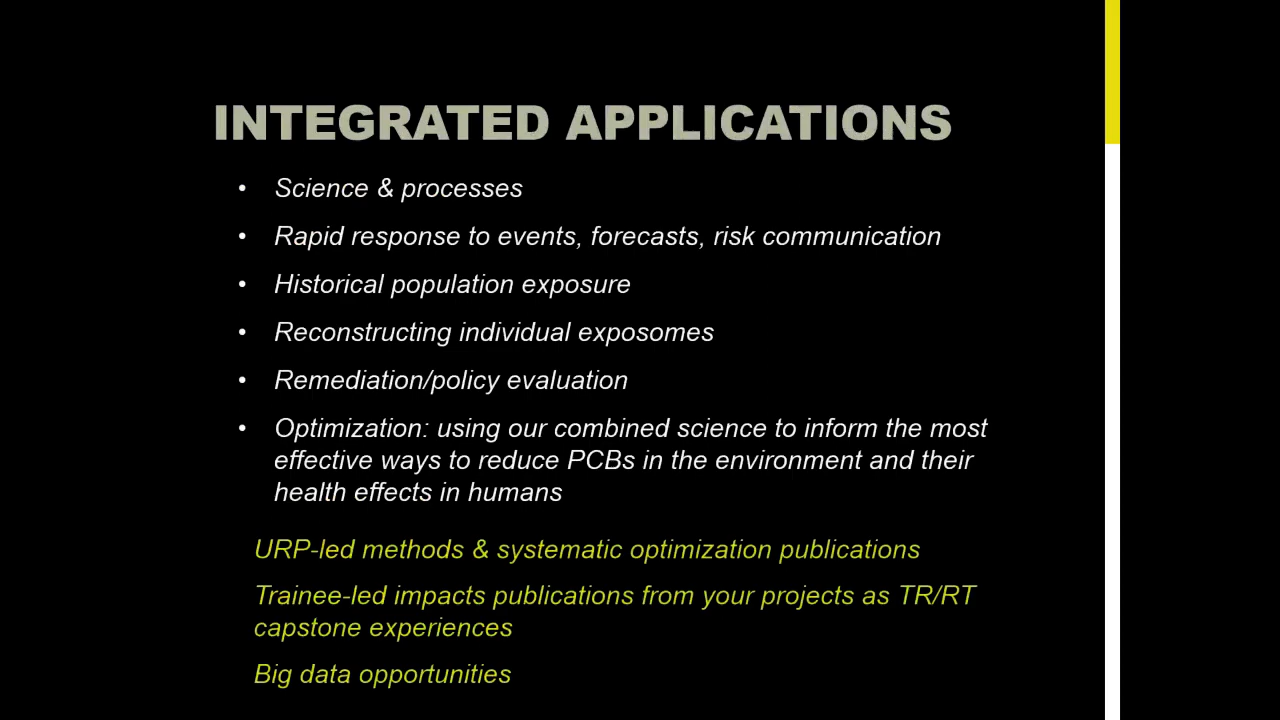 INTEGRATED APPLICATIONS
• Science & processes
• Rapid response to events, forecasts, risk communication
• Historical population exposure
• Reconstructing individual exposomes
• Remediation/policy evaluation
• Optimization: using our combined science to inform the most
effective ways to reduce PCBs in the environment and their
health effects in humans
URP-led methods & systematic optimization publications
Trainee-led impacts publications from your projects as TR/RT
capstone experiences
Big data opportunities